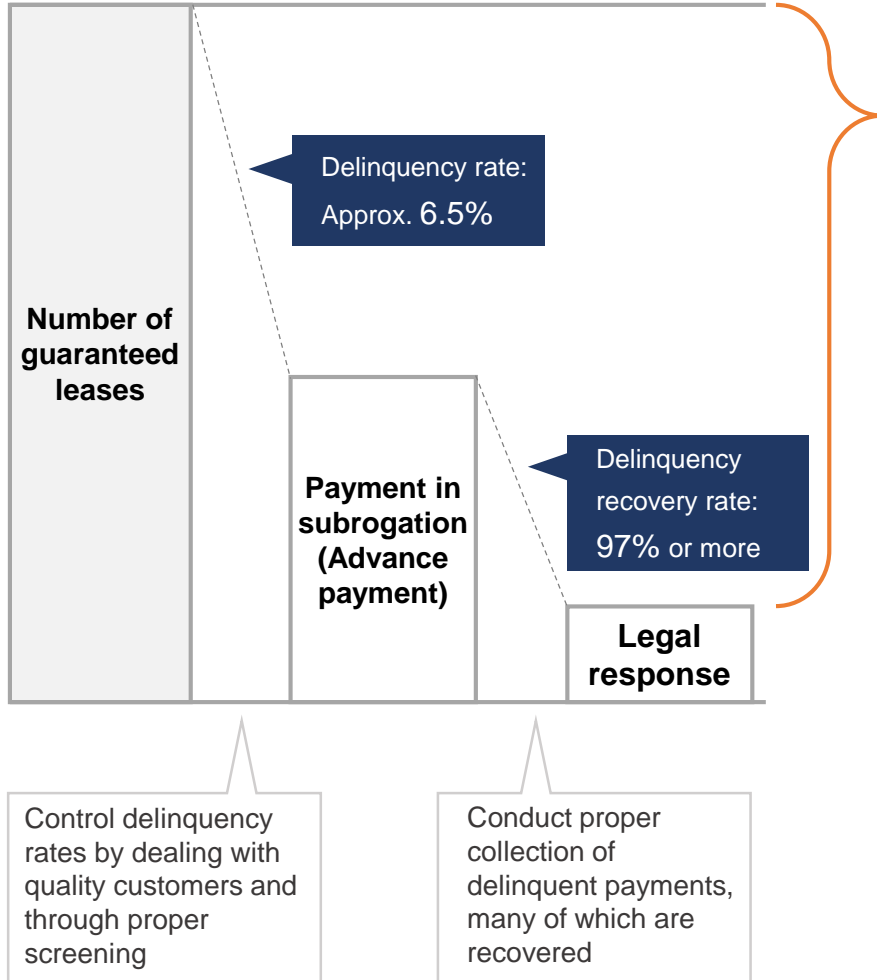 Delinquency rate:
Approx. 6.5%
Number of
guaranteed
leases
Delinquency
recovery rate:
97% or more
Payment in
subrogation
(Advance
payment)
Legal
response
Control delinquency
rates by dealing with
quality customers and
through proper
screening
Conduct proper
collection of
delinquent payments,
many of which are
recovered